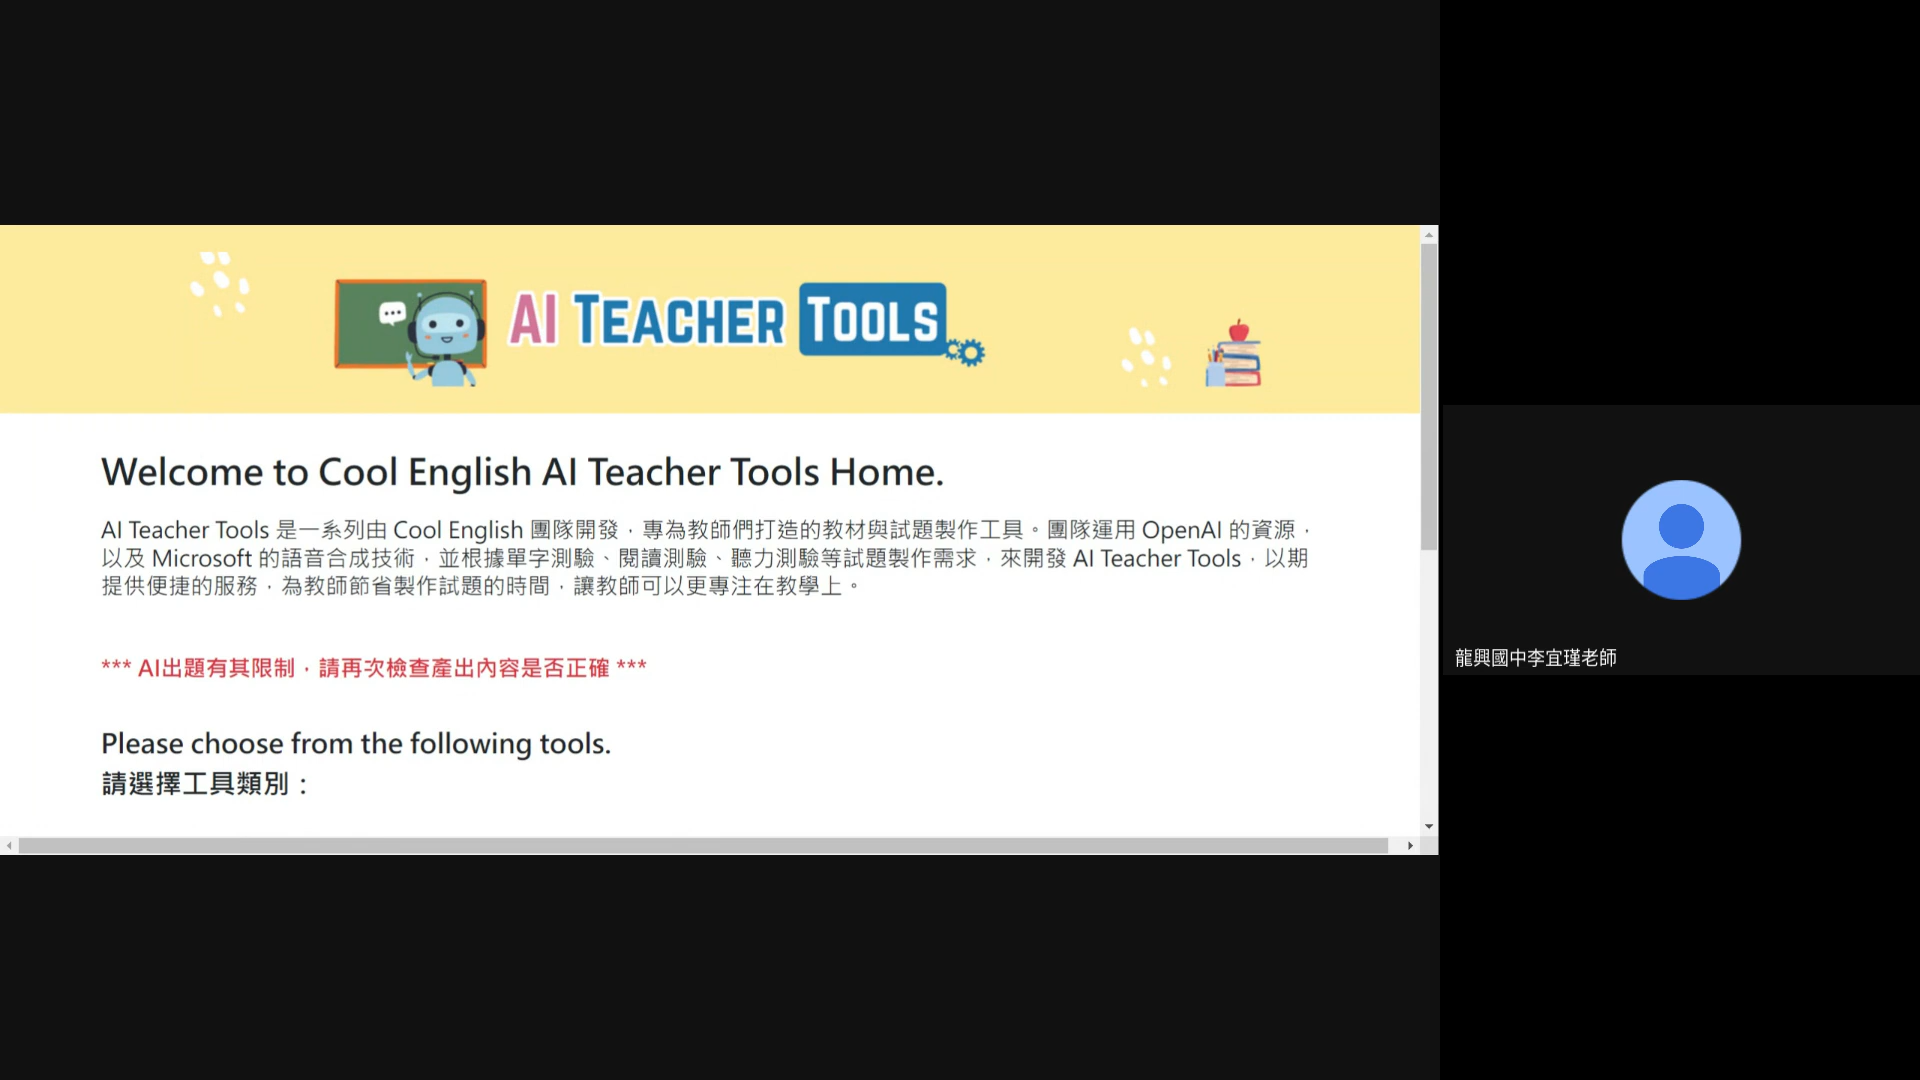 AI TEACHER TOOLS
Welcome to Cool English AI Teacher Tools Home.
AI Teacher Tools 是一系列由 Cool English 團隊開發，專為教師們打造的教材與試題製作工具。團隊運用 OpenAI 的資源，
以及 Microsoft 的語音合成技術，並根據單字測驗、閱讀測驗、聽力測驗等試題製作需求，來開發 AI Teacher Tools，以期
提供便捷的服務，為教師節省製作試題的時間，讓教師可以更專注在教學上。
*** AI出題有其限制，請再次檢查產出內容是否正確 ***
Please choose from the following tools.
請選擇工具類別：
龍興國中李宜瑾老師